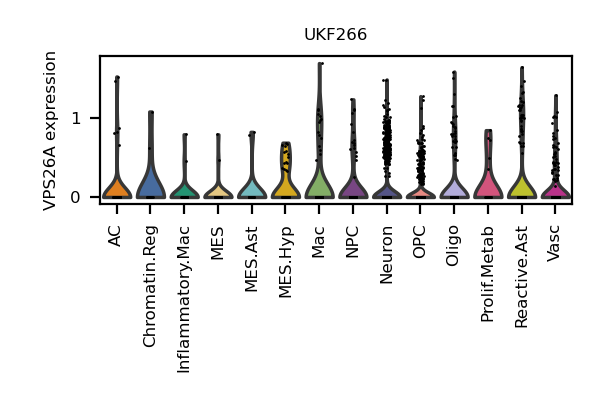 UKF266
VPS26A expression
1
0
AC
Chromatin.Reg
Inflammatory.Mac
MES
MES.Ast
MES.Hyp
Mac
NPC
Neuron
OPC
Oligo
Prolif.Metab
Reactive.Ast
Vasc